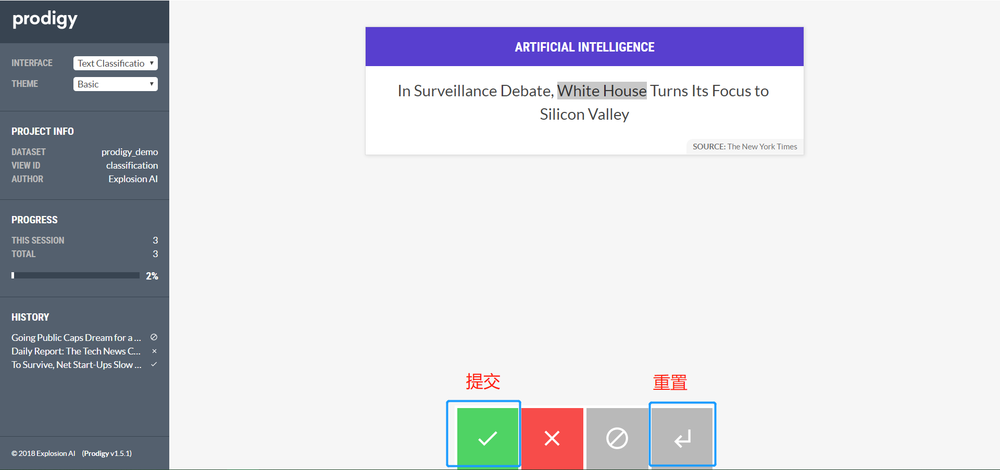 prodigy
INTERFACE Text Classificatio
THEME Basic
PROJECT INFO
DATASET prodigy_demo
VIEW ID classification
AUTHOR Explosion AI
PROGRESS
THIS SESSION 3
TOTAL 3
2%
HISTORY
Going Public Caps Dream for a ...
Daily Report: The Tech News C...
To Survive, Net Start-Ups Slow ...
© 2018 Explosion AI (Prodigy v1.5.1)
ARTIFICIAL INTELLIGENCE
In Surveillance Debate, White House Turns Its Focus to
Silicon Valley
SOURCE: The New York Times
提交
重置